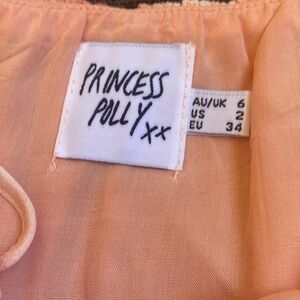 PRINCESS
POLLY xx
AU/UK 6
US 2
EU 34